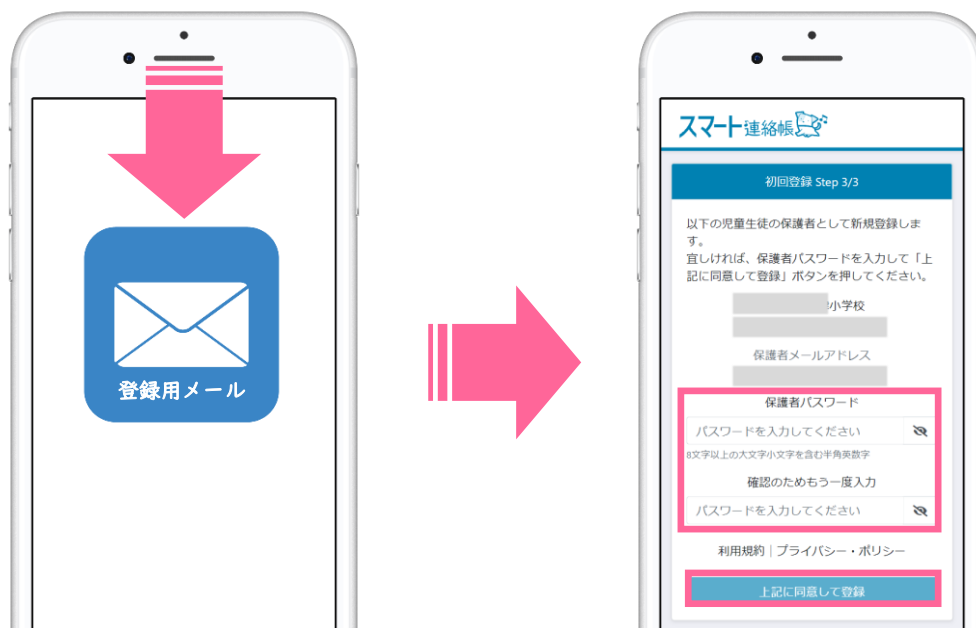 登録用メール
スマート連絡帳
初回登録 Step 3/3
以下の児童生徒の保護者として新規登録しま
す。
宜しければ、保護者パスワードを入力して「上
記に同意して登録」ボタンを押してください。
小学校
保護者メールアドレス
保護者パスワード
パスワードを入力してください
8文字以上の大文字小文字を含む半角英数字
確認のためもう一度入力
パスワードを入力してください
利用規約｜プライバシー・ポリシー
上記に同意して登録